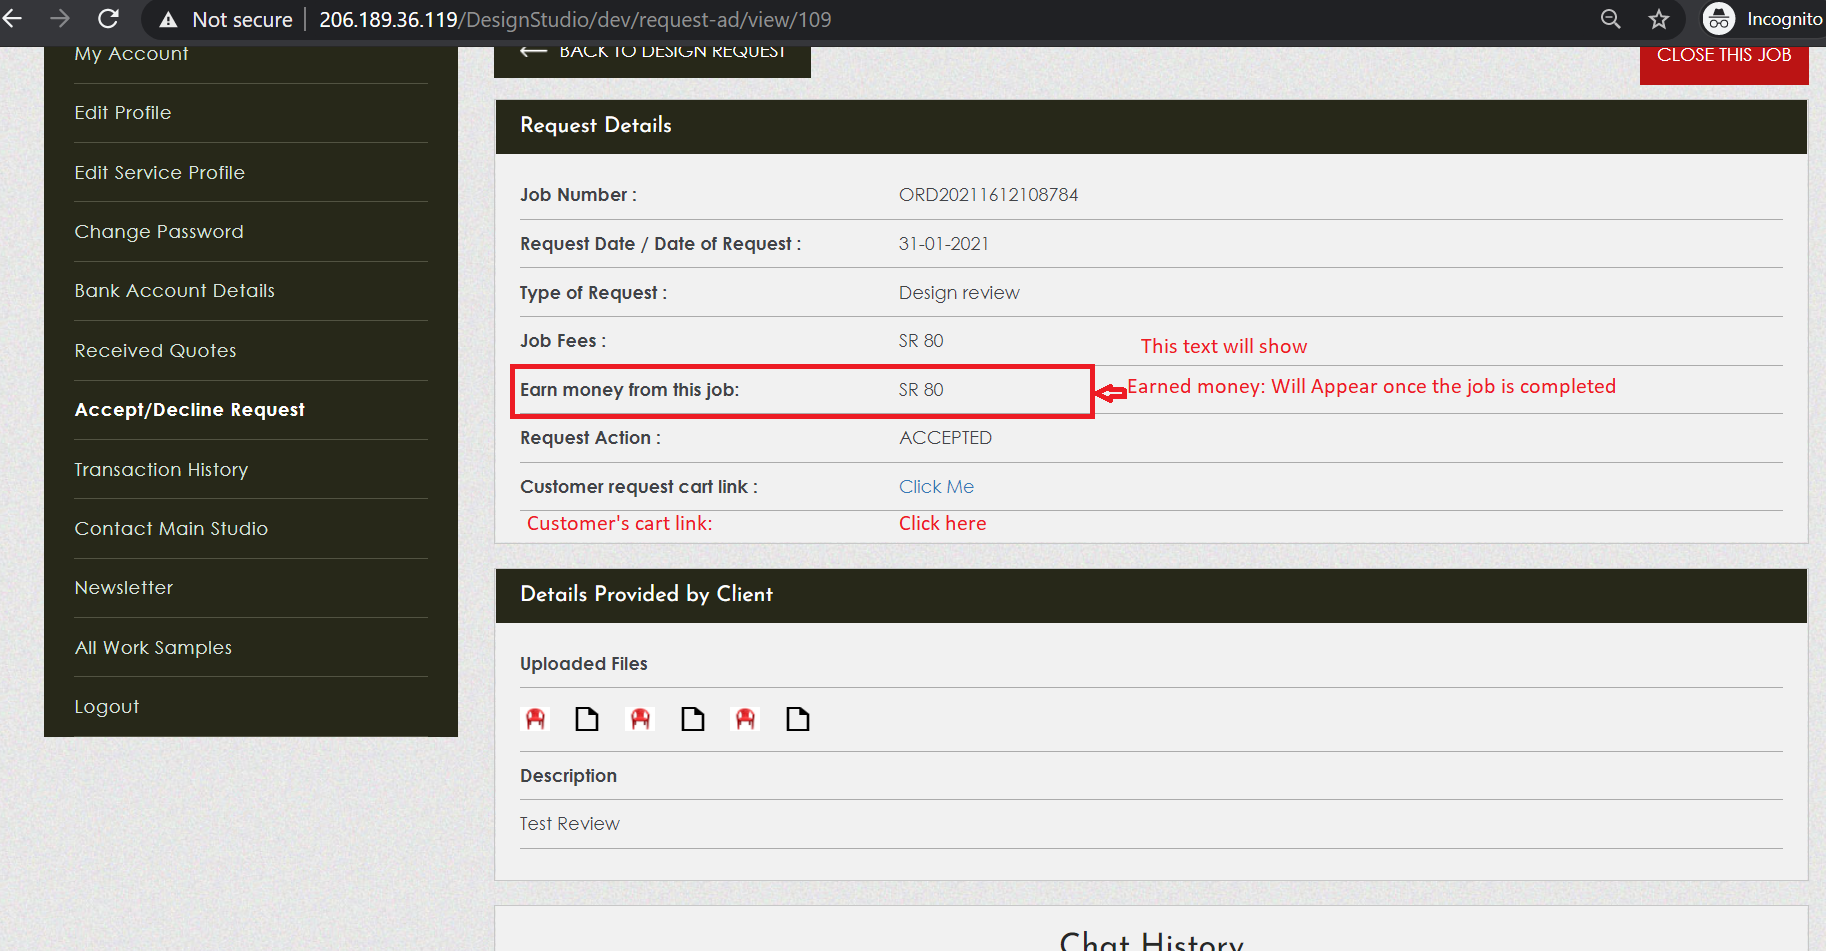 Not secure | 206.189.36.119/DesignStudio/dev/request-ad/view/109
Incognito
My Account
Edit Profile
Edit Service Profile
Change Password
Bank Account Details
Received Quotes
Accept/Decline Request
Transaction History
Contact Main Studio
Newsletter
All Work Samples
Logout
BACK TO DESIGN REQUEST
CLOSE THIS JOB
Request Details
Job Number : ORD20211612108784
Request Date / Date of Request : 31-01-2021
Type of Request : Design review
Job Fees : SR 80
This text will show
Earn money from this job: SR 80
Earned money: Will Appear once the job is completed
Request Action : ACCEPTED
Customer request cart link : Click Me
Customer's cart link: Click here
Details Provided by Client
Uploaded Files
Description
Test Review
Chat History